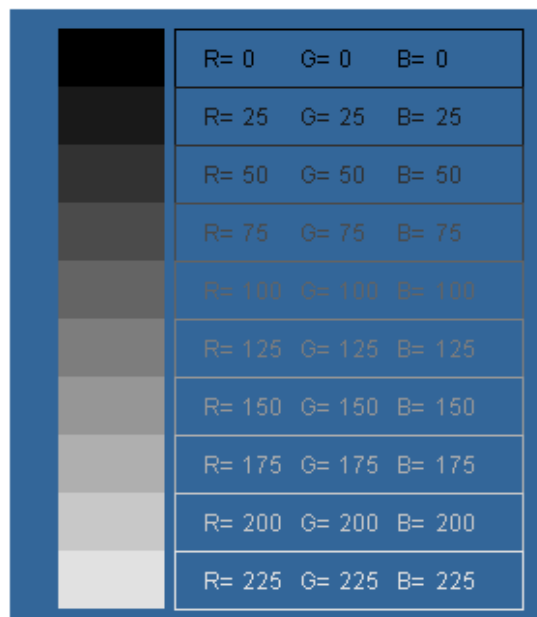 R= 0 G= 0 B= 0
R= 25 G= 25 B= 25
R= 50 G= 50 B= 50
R= 75 G= 75 B= 75
R= 100 G= 100 B= 100
R= 125 G= 125 B= 125
R= 150 G= 150 B= 150
R= 175 G= 175 B= 175
R= 200 G= 200 B= 200
R= 225 G= 225 B= 225